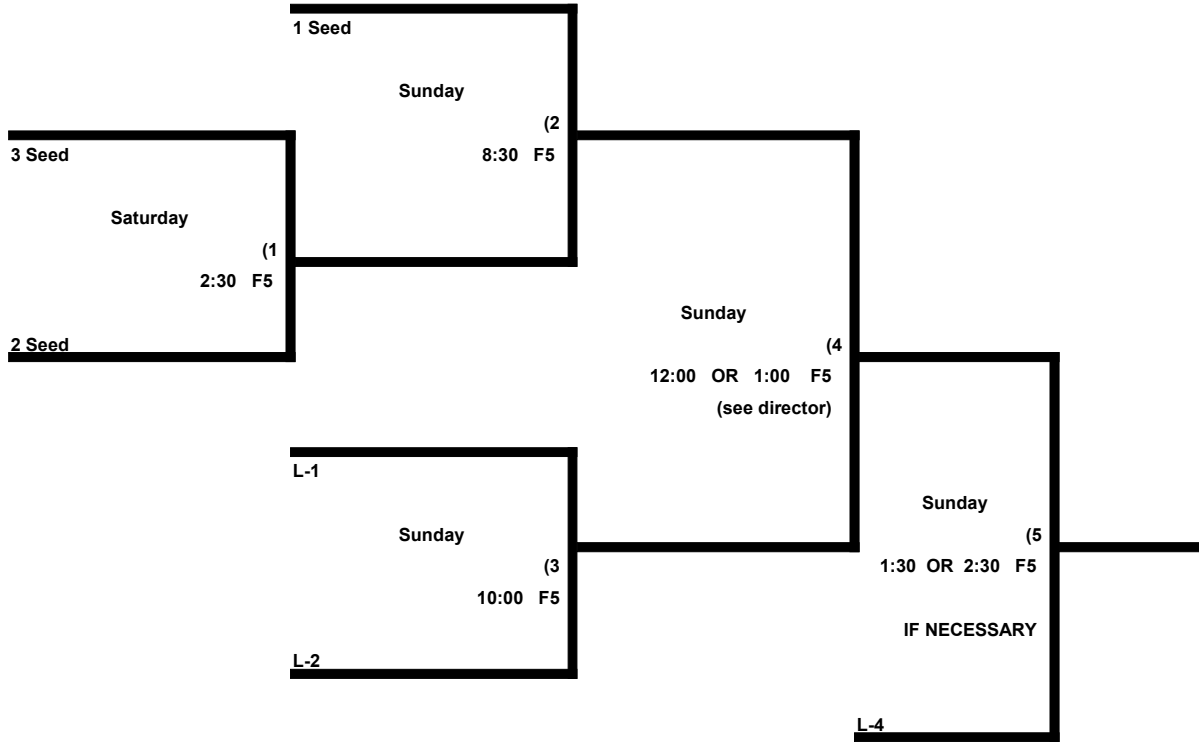 1 Seed
Sunday
(2
8:30 F5
3 Seed
Saturday
(1
2:30 F5
2 Seed
Sunday
(4
12:00 OR 1:00 F5
(see director)
L-1
Sunday
(3
10:00 F5
L-2
Sunday
(5
1:30 OR 2:30 F5
IF NECESSARY
L-4